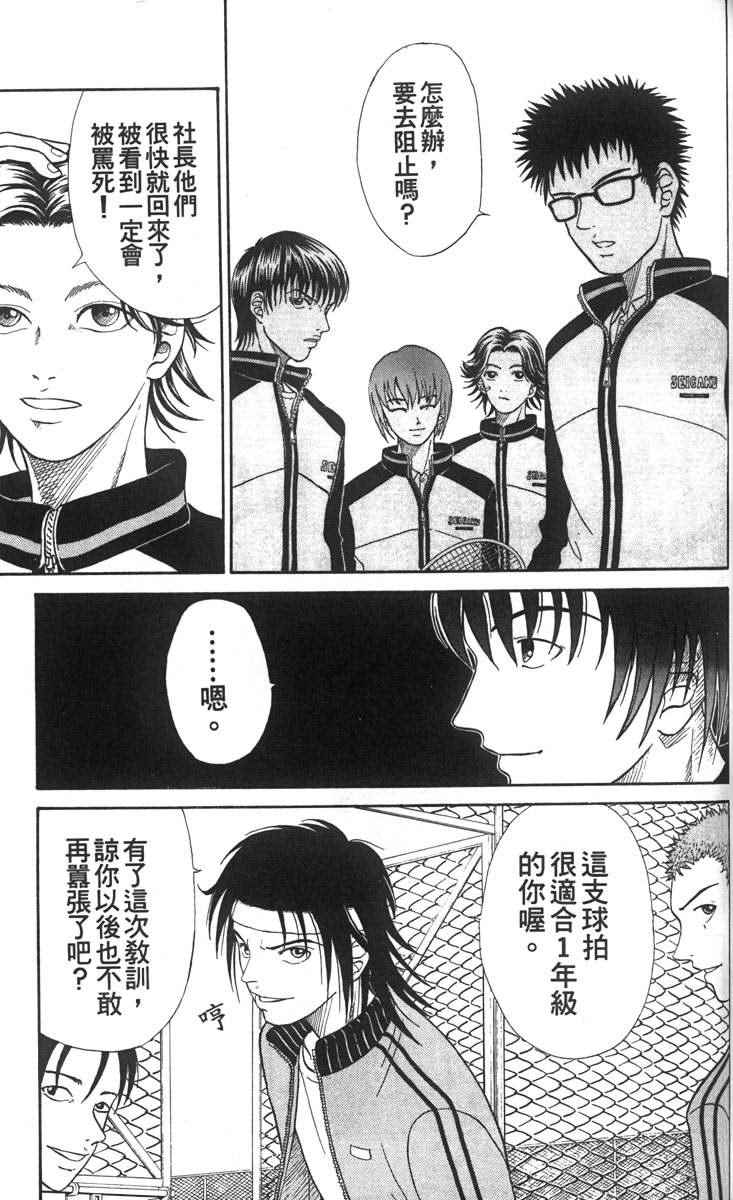 怎麼辦，
要去阻止嗎？
社長他們
很快就回來了，
被看到一定會
被罵死！
SEIGAKU
SEIGAKU
SEIGAKU
……嗯。
這支球拍
很適合1年級
的你喔。
有了這次教訓，
諒你以後也不敢
再囂張了吧？
哼